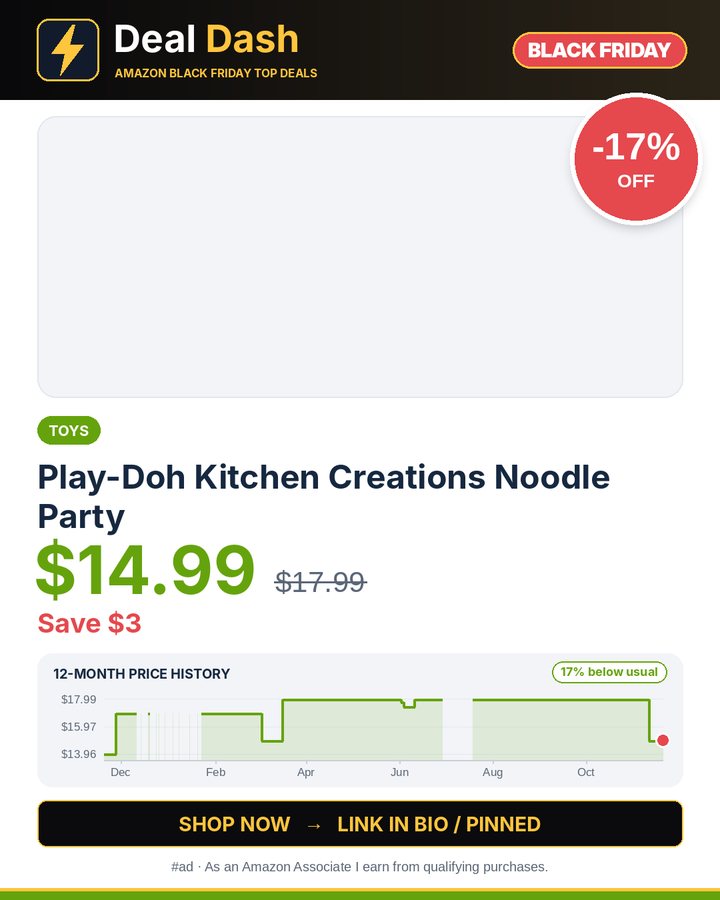 Deal Dash
AMAZON BLACK FRIDAY TOP DEALS
BLACK FRIDAY
-17%
OFF
TOYS
Play-Doh Kitchen Creations Noodle
Party
$14.99 $17.99
Save $3
12-MONTH PRICE HISTORY
17% below usual
$17.99
$15.97
$13.96
Dec Feb Apr Jun Aug Oct
SHOP NOW → LINK IN BIO / PINNED
#ad · As an Amazon Associate I earn from qualifying purchases.